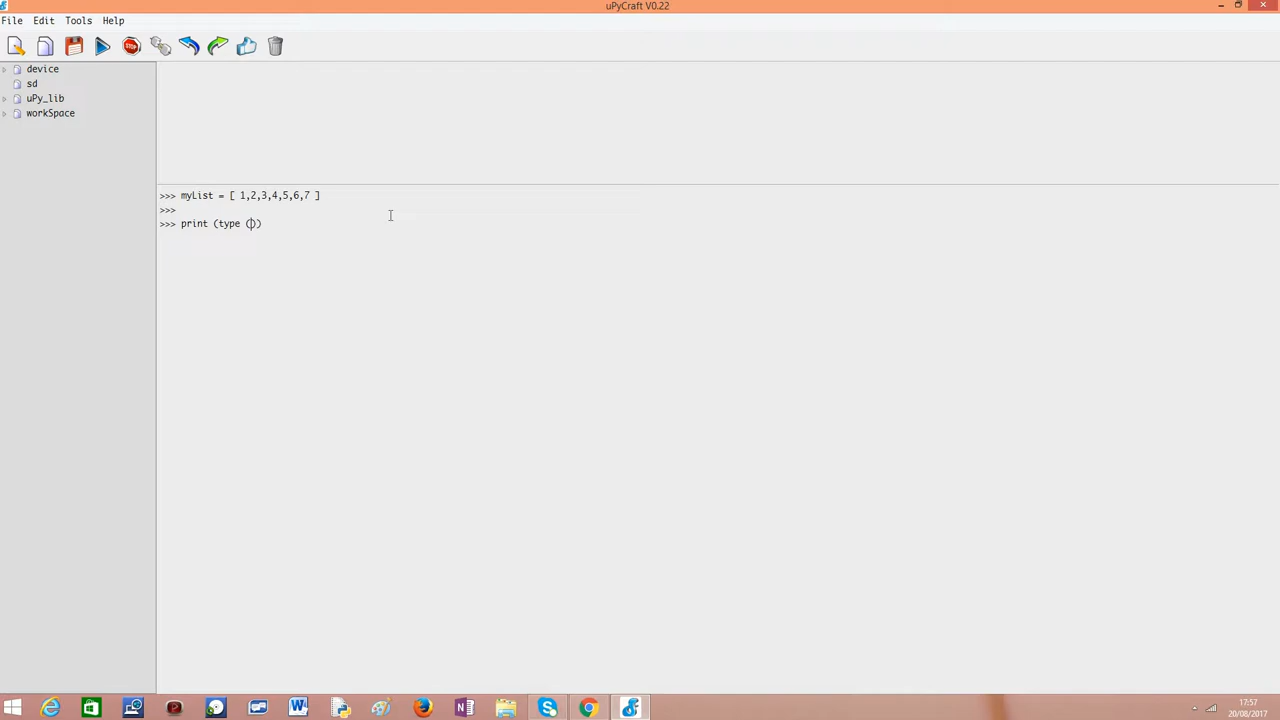 uPyCraft V0.22
File Edit Tools Help
device
sd
uPy_lib
workSpace
>>> myList = [ 1,2,3,4,5,6,7 ]
>>>
>>> print (type ())
17:57
20/08/2017